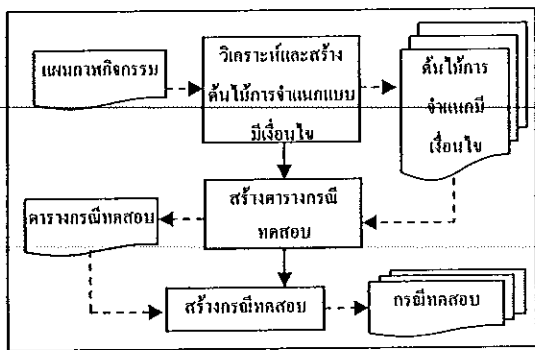 แผนภาพกิจกรรม
วิเคราะห์และสร้าง
ต้นไม้การจำแนกแบบ
มีเงื่อนไข
ต้นไม้การ
จำแนกมี
เงื่อนไข
สร้างตารางกรณี
ทดสอบ
ตารางกรณีทดสอบ
สร้างกรณีทดสอบ
กรณีทดสอบ